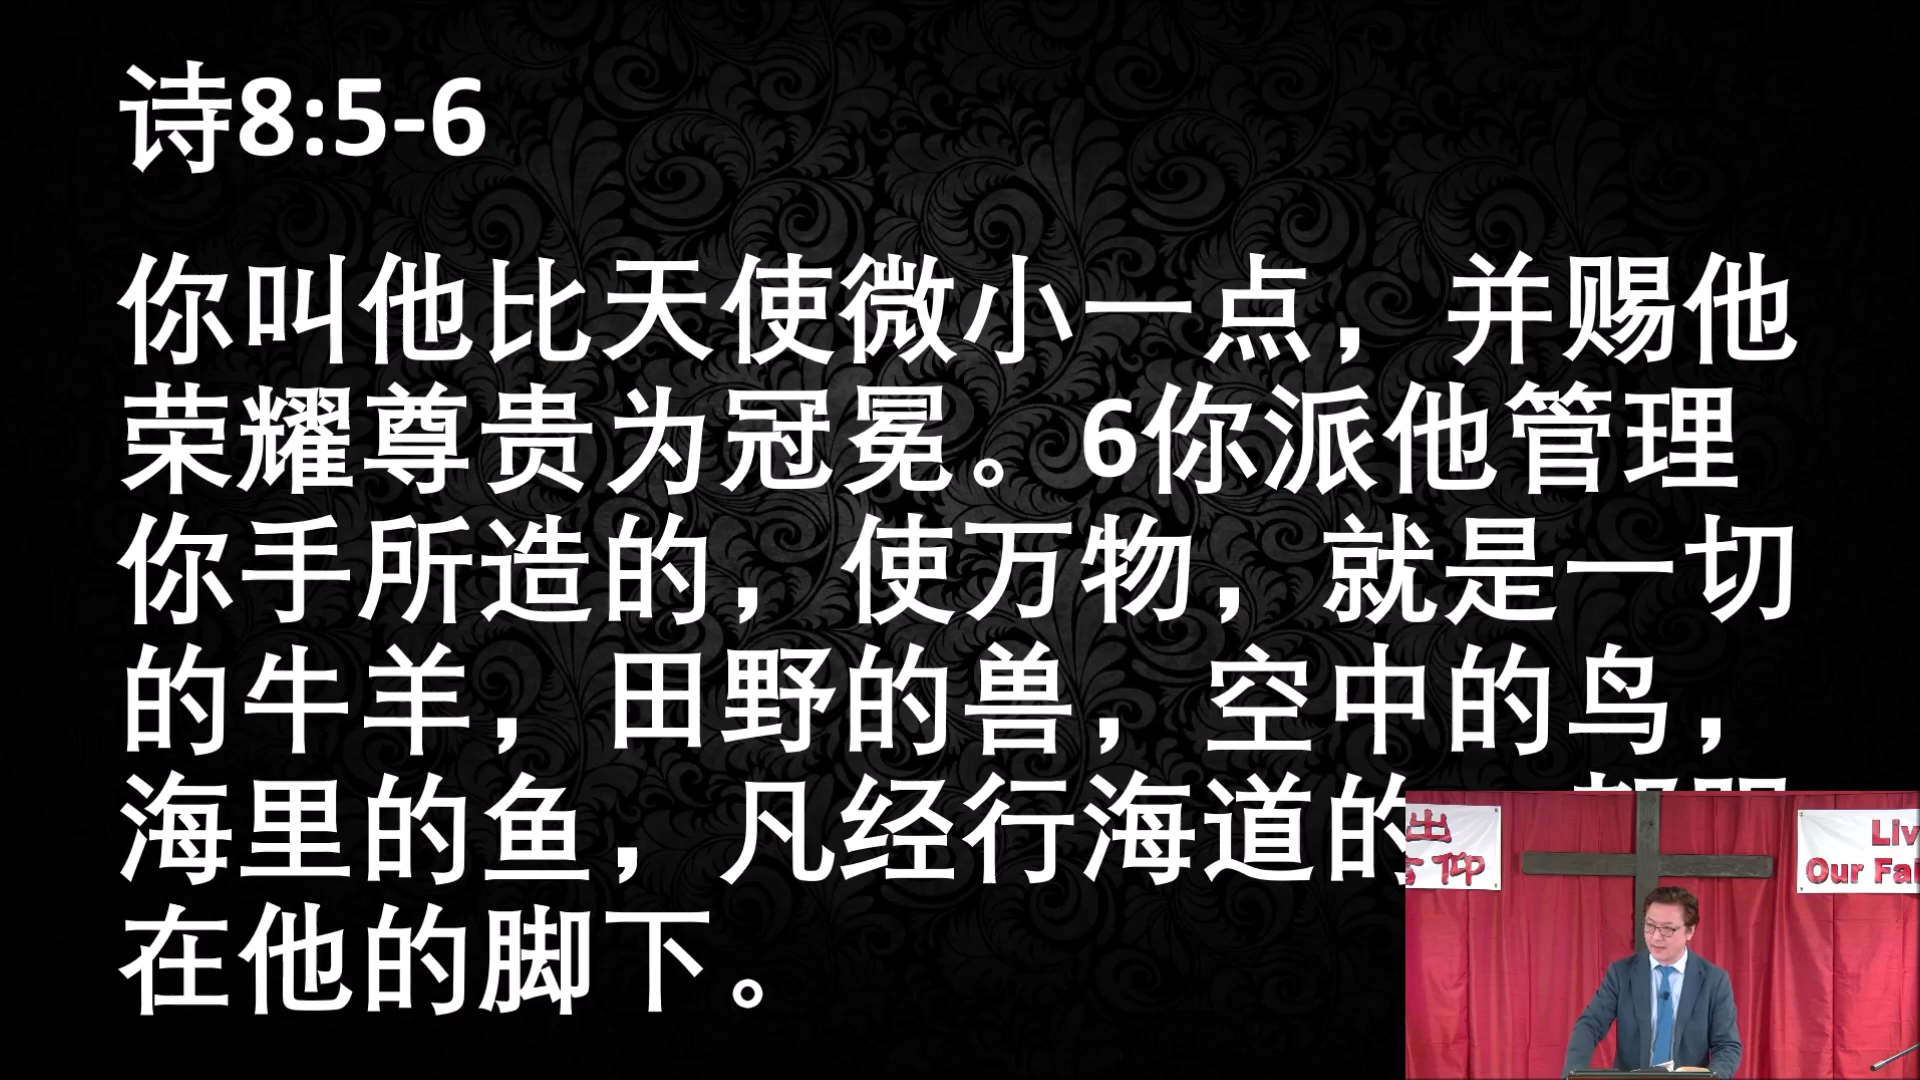 诗8:5-6
你叫他比天使微小一点，并赐他
荣耀尊贵为冠冕。6你派他管理
你手所造的，使万物，就是一切
的牛羊，田野的兽，空中的鸟，
海里的鱼，凡经行海道的
在他的脚下。
出
仰
Liv
Our Fai